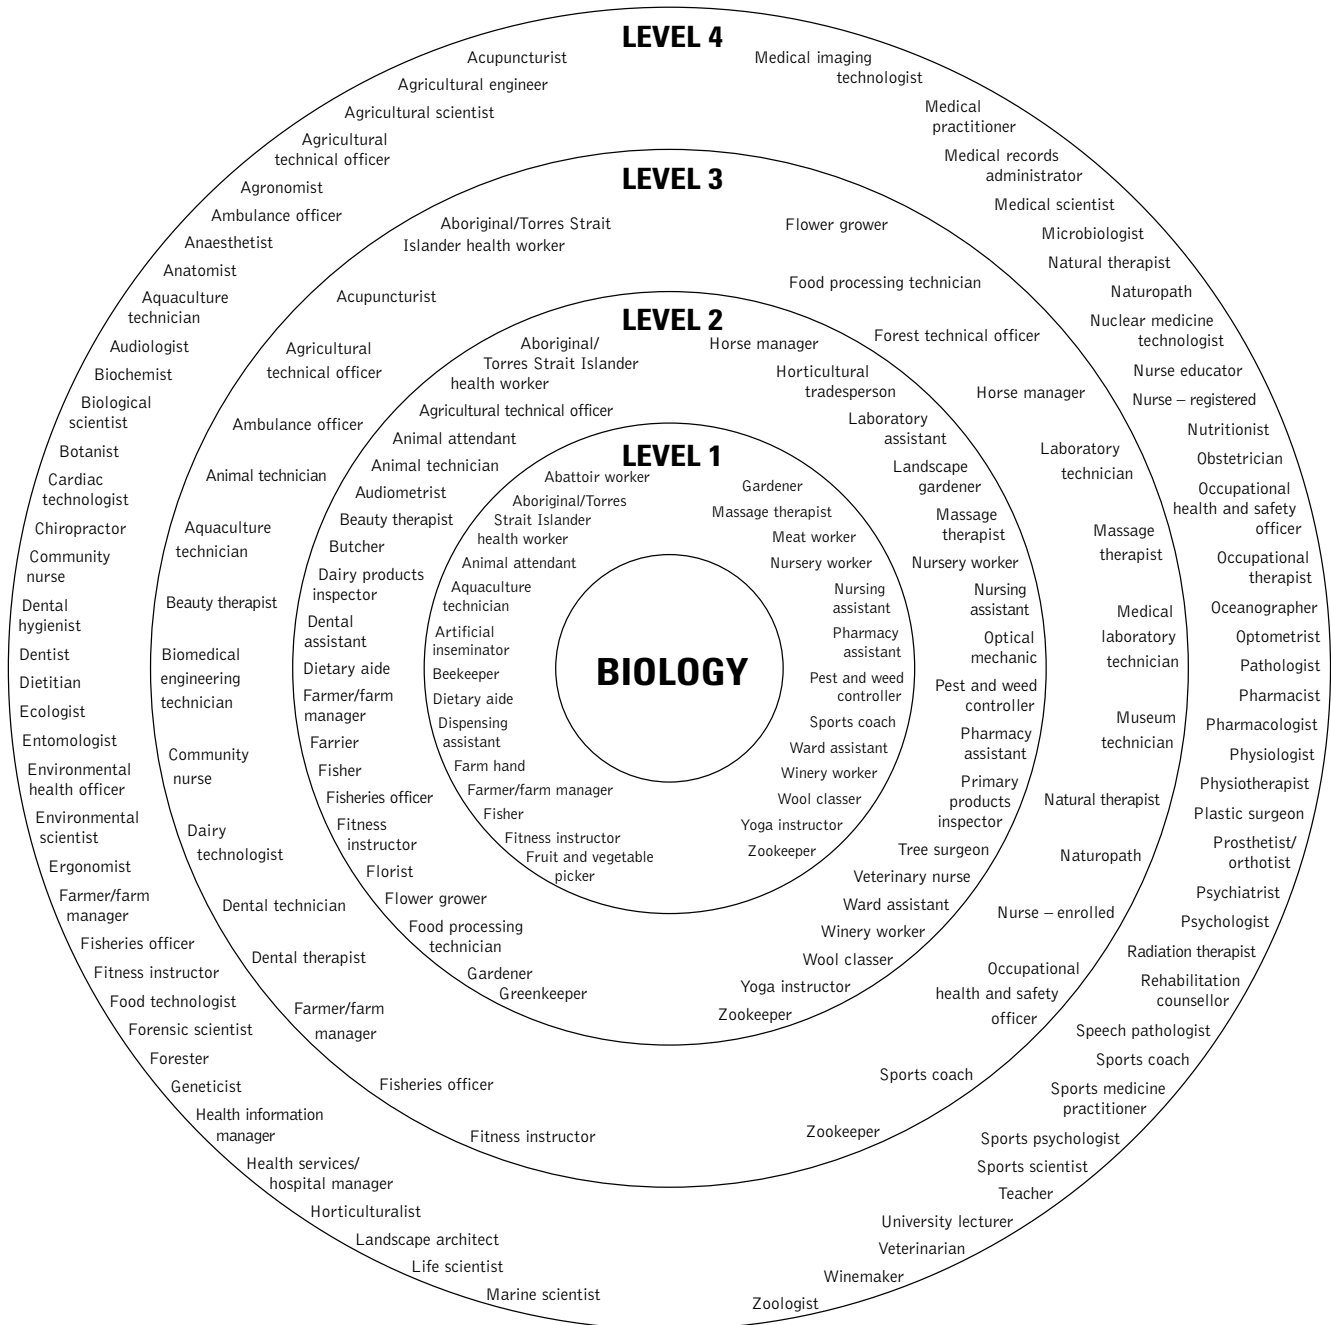 LEVEL 4
Acupuncturist
Agricultural engineer
Agricultural scientist
Agricultural
technical officer
Agronomist
Ambulance officer
Anaesthetist
Anatomist
Aquaculture
technician
Audiologist
Biochemist
Biological
scientist
Botanist
Cardiac
technologist
Chiropractor
Community
nurse
Dental
hygienist
Dentist
Dietitian
Ecologist
Entomologist
Environmental
health officer
Environmental
scientist
Ergonomist
Farmer/farm
manager
Fisheries officer
Fitness instructor
Food technologist
Forensic scientist
Forester
Geneticist
Health information
manager
Health services/
hospital manager
Horticulturalist
Landscape architect
Life scientist
Marine scientist
Medical imaging
technologist
Medical
practitioner
Medical records
administrator
Medical scientist
Microbiologist
Natural therapist
Naturopath
Nuclear medicine
technologist
Nurse educator
Nurse – registered
Nutritionist
Obstetrician
Occupational
health and safety
officer
Occupational
therapist
Oceanographer
Optometrist
Pathologist
Pharmacist
Pharmacologist
Physiologist
Physiotherapist
Plastic surgeon
Prosthetist/
orthotist
Psychiatrist
Psychologist
Radiation therapist
Rehabilitation
counsellor
Speech pathologist
Sports coach
Sports medicine
practitioner
Sports psychologist
Sports scientist
Teacher
University lecturer
Veterinarian
Winemaker
Zoologist
LEVEL 3
Aboriginal/Torres Strait
Islander health worker
Acupuncturist
Agricultural
technical officer
Ambulance officer
Animal technician
Aquaculture
technician
Beauty therapist
Biomedical
engineering
technician
Community
nurse
Dairy
technologist
Dental technician
Dental therapist
Farmer/farm
manager
Fisheries officer
Fitness instructor
Flower grower
Food processing technician
Forest technical officer
Horse manager
Laboratory
technician
Massage
therapist
Medical
laboratory
technician
Museum
technician
Natural therapist
Naturopath
Nurse – enrolled
Occupational
health and safety
officer
Sports coach
Zookeeper
LEVEL 2
Aboriginal/
Torres Strait Islander
health worker
Agricultural technical officer
Animal attendant
Animal technician
Audiometrist
Beauty therapist
Butcher
Dairy products
inspector
Dental
assistant
Dietary aide
Farmer/farm
manager
Farrier
Fisher
Fisheries officer
Fitness
instructor
Florist
Flower grower
Food processing
technician
Gardener
Greenkeeper
Horse manager
Horticultural
tradesperson
Laboratory
assistant
Landscape
gardener
Massage
therapist
Nursery worker
Nursing
assistant
Optical
mechanic
Pest and weed
controller
Pharmacy
assistant
Primary
products
inspector
Tree surgeon
Veterinary nurse
Ward assistant
Winery worker
Wool classer
Yoga instructor
Zookeeper
LEVEL 1
Abattoir worker
Aboriginal/Torres
Strait Islander
health worker
Animal attendant
Aquaculture
technician
Artificial
inseminator
Beekeeper
Dietary aide
Dispensing
assistant
Farm hand
Farmer/farm manager
Fisher
Fitness instructor
Fruit and vegetable
picker
Gardener
Massage therapist
Meat worker
Nursery worker
Nursing
assistant
Pharmacy
assistant
Pest and weed
controller
Sports coach
Ward assistant
Winery worker
Wool classer
Yoga instructor
Zookeeper
BIOLOGY